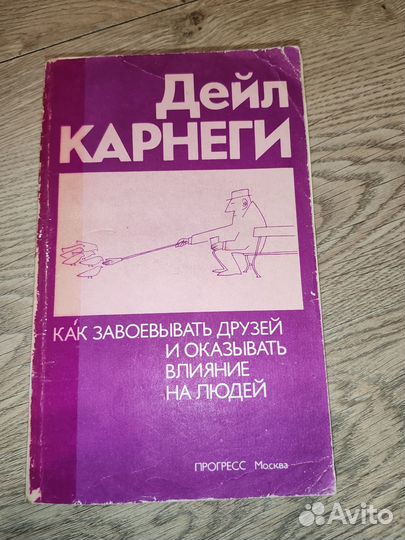 Дейл
КАРНЕГИ
КАК ЗАВОЕВЫВАТЬ ДРУЗЕЙ
И ОКАЗЫВАТЬ
ВЛИЯНИЕ
НА ЛЮДЕЙ
ПРОГРЕСС Москва
Avito